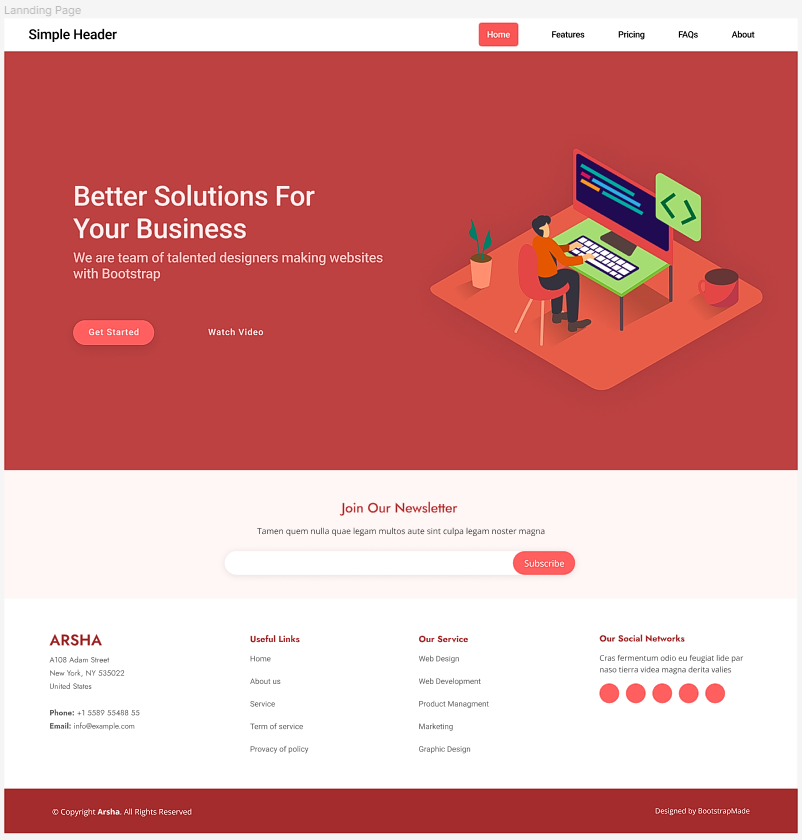 Lannding Page
Simple Header
Home
Features
Pricing
FAQs
About
Better Solutions For
Your Business
We are team of talented designers making websites
with Bootstrap
Get Started
Watch Video
Join Our Newsletter
Tamen quem nulla quae legam multos aute sint culpa legam noster magna
Subscribe
ARSHA
A108 Adam Street
New York, NY 535022
United States
Phone: +1 5589 55488 55
Email: info@example.com
Useful Links
Home
About us
Service
Term of service
Provacy of policy
Our Service
Web Design
Web Development
Product Managment
Marketing
Graphic Design
Our Social Networks
Cras fermentum odio eu feugiat lide par
naso tierra videa magna derita valies
© Copyright Arsha. All Rights Reserved
Designed by BootstrapMade